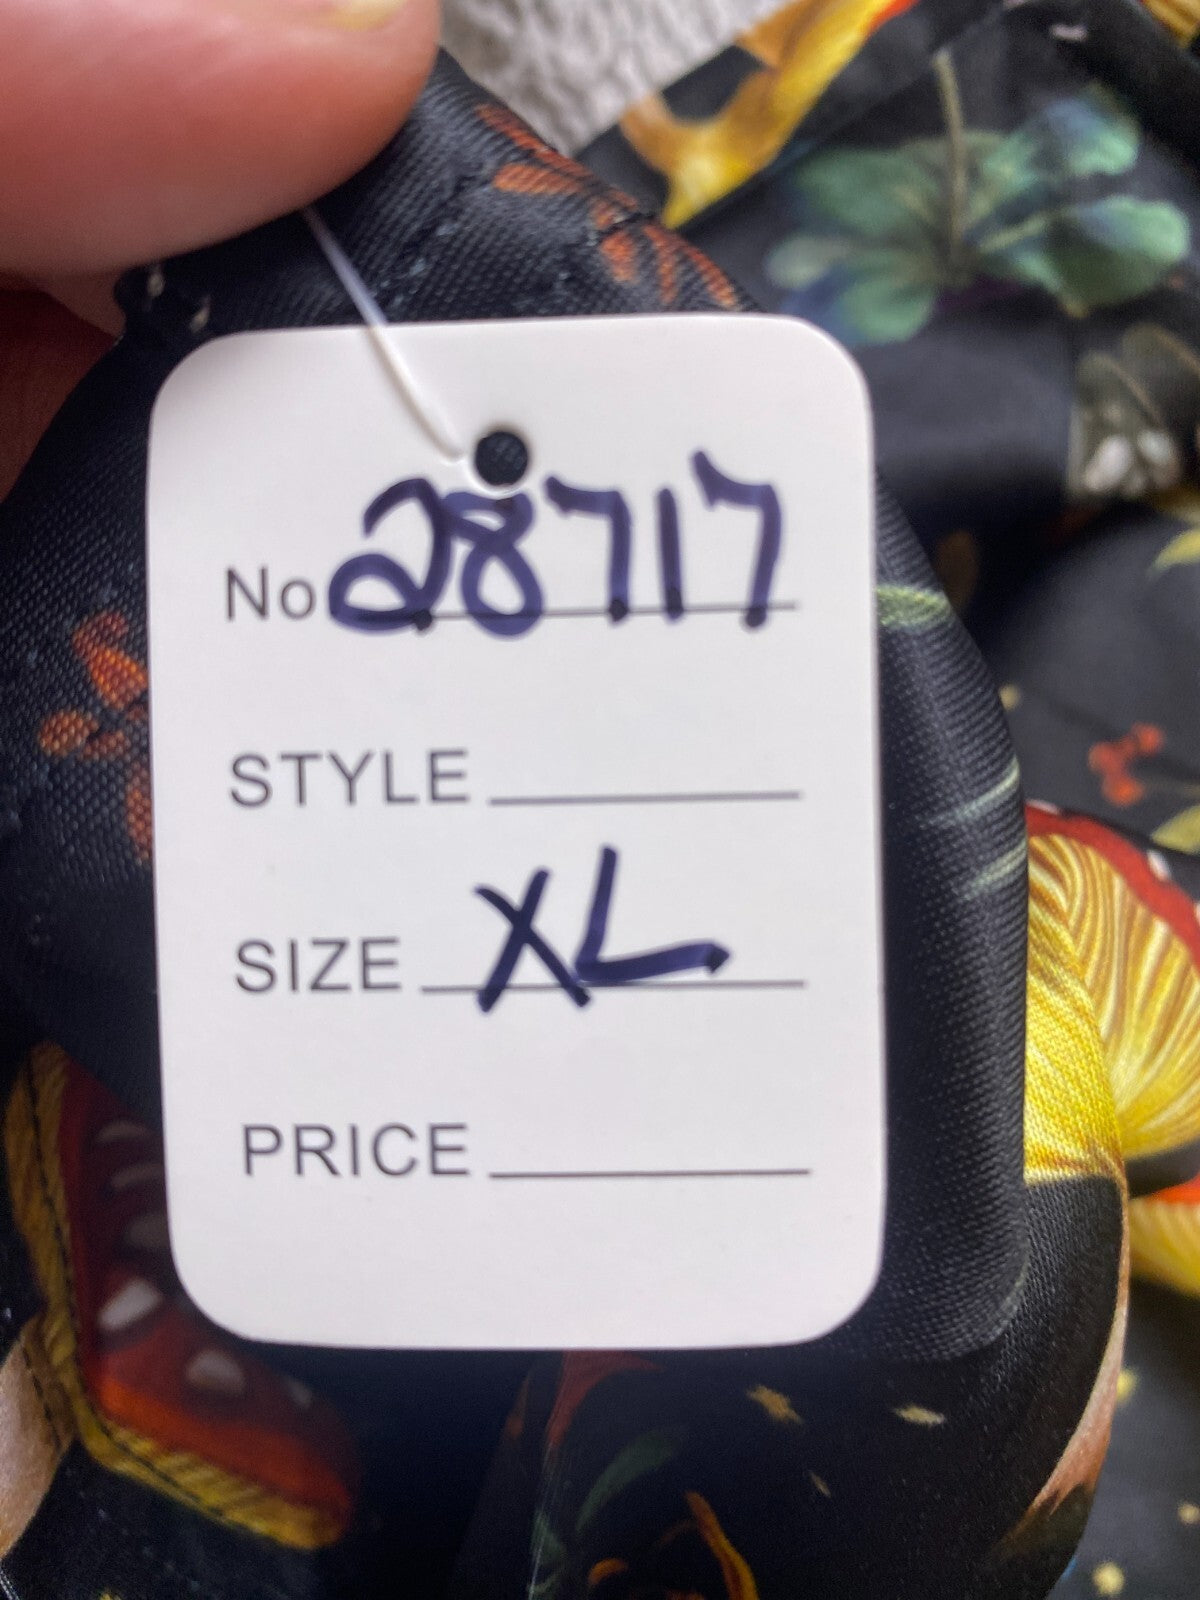 No 28717
STYLE
SIZE XL
PRICE